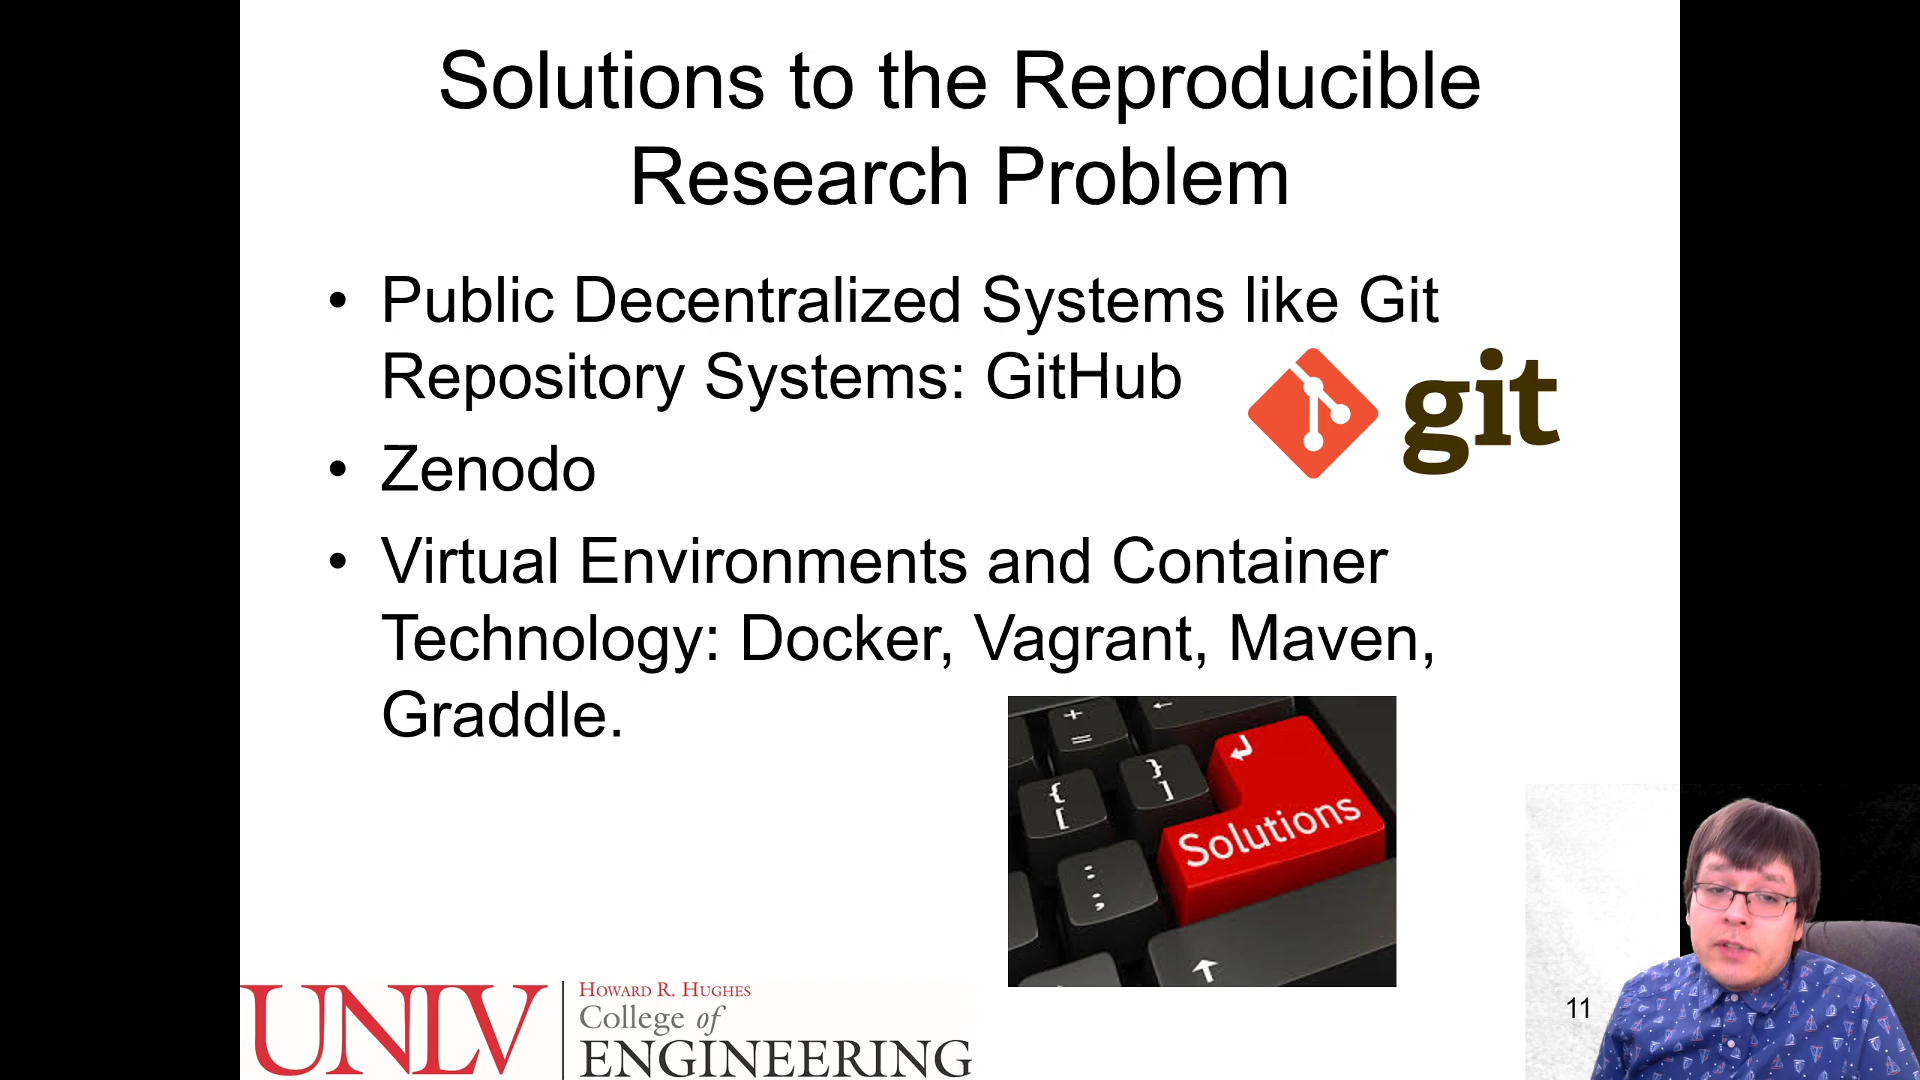 Solutions to the Reproducible
Research Problem
• Public Decentralized Systems like Git
Repository Systems: GitHub
git
• Zenodo
• Virtual Environments and Container
Technology: Docker, Vagrant, Maven,
Graddle.
+
=
←
}
]
{
[
Solutions
:
;
UNLV
HOWARD R. HUGHES
College of
ENGINEERING
11